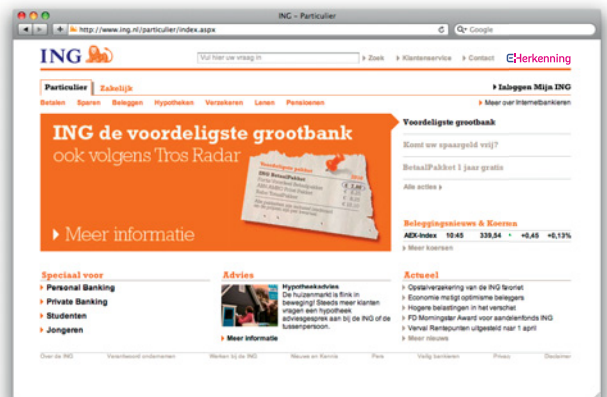 ING - Particulier
http://www.ing.nl/particulier/index.aspx
Google
ING
Vul hier uw vraag in
Zoek
Klantenservice
Contact
eHerkenning
Particulier
Zakelijk
Inloggen Mijn ING
Betalen Sparen Beleggen Hypotheken Verzekeren Lenen Pensioenen
Meer over Internetbankieren
ING de voordeligste grootbank
ook volgens Tros Radar
Voordeligste pakket
ING BetaalPakket
Meer informatie
Voordeligste grootbank
Komt uw spaargeld vrij?
BetaalPakket 1 jaar gratis
Alle acties
Beleggingsnieuws & Koersen
AEX-Index 10:45 339,54 +0,45 +0,13%
Meer koersen
Speciaal voor
Personal Banking
Private Banking
Studenten
Jongeren
Advies
Hypotheekadvies
De huizenmarkt is flink in
beweging! Steeds meer klanten
vragen een hypotheek
adviesgesprek aan bij de ING of de
tussenpersoon.
Meer informatie
Actueel
Opstalverzekering van de ING favoriet
Economie matigt optimisme beleggers
Hogere belastingen in het verschiet
FD Morningstar Award voor aandelenfonds ING
Verval Rentepunten uitgesteld naar 1 april
Meer nieuws
Over de ING
Verantwoord ondernemen
Werken bij de ING
Nieuws en Kennis
Pers
Veilig bankieren
Privacy
Disclaimer